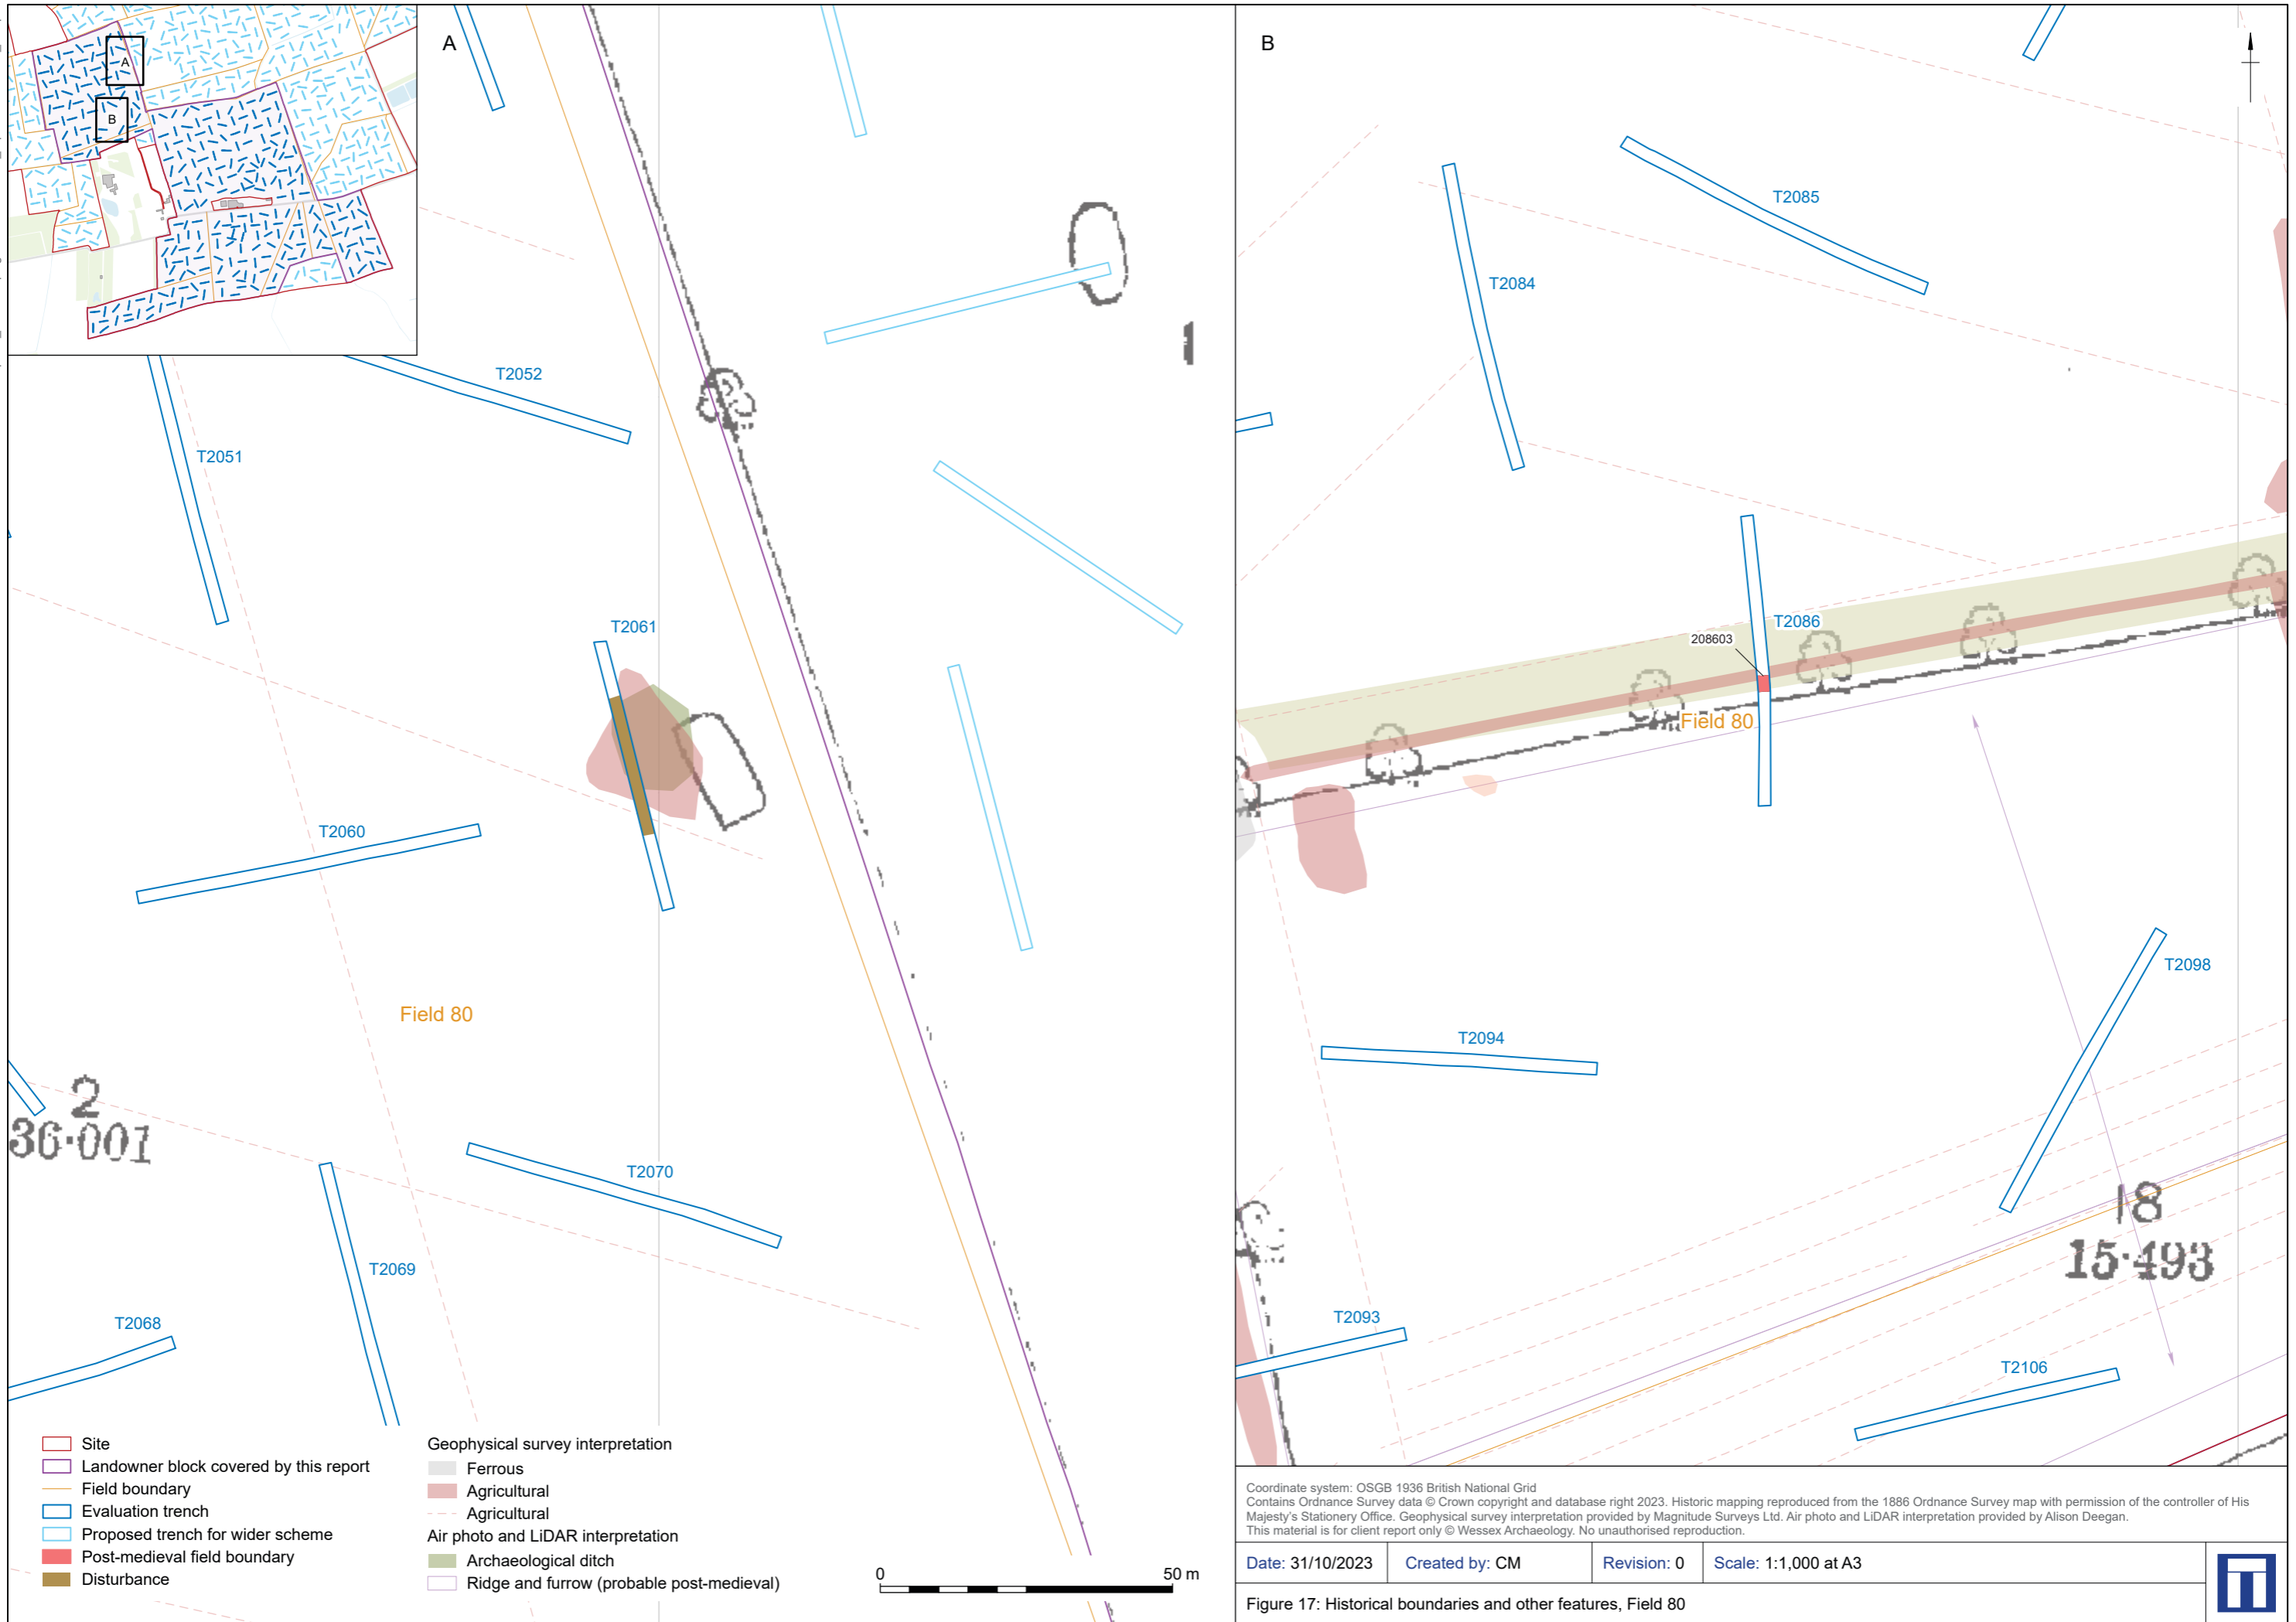 A
B
A
B
T2052
T2051
T2061
T2060
Field 80
2
36·001
T2070
T2069
T2068
1
T2085
T2084
T2086
208603
Field 80
T2098
T2094
18
15·493
T2093
T2106
Site
Landowner block covered by this report
Field boundary
Evaluation trench
Proposed trench for wider scheme
Post-medieval field boundary
Disturbance
Geophysical survey interpretation
Ferrous
Agricultural
Agricultural
Air photo and LiDAR interpretation
Archaeological ditch
Ridge and furrow (probable post-medieval)
0 50 m
Coordinate system: OSGB 1936 British National Grid
Contains Ordnance Survey data © Crown copyright and database right 2023. Historic mapping reproduced from the 1886 Ordnance Survey map with permission of the controller of His
Majesty's Stationery Office. Geophysical survey interpretation provided by Magnitude Surveys Ltd. Air photo and LiDAR interpretation provided by Alison Deegan.
This material is for client report only © Wessex Archaeology. No unauthorised reproduction.
Date: 31/10/2023 Created by: CM Revision: 0 Scale: 1:1,000 at A3
Figure 17: Historical boundaries and other features, Field 80